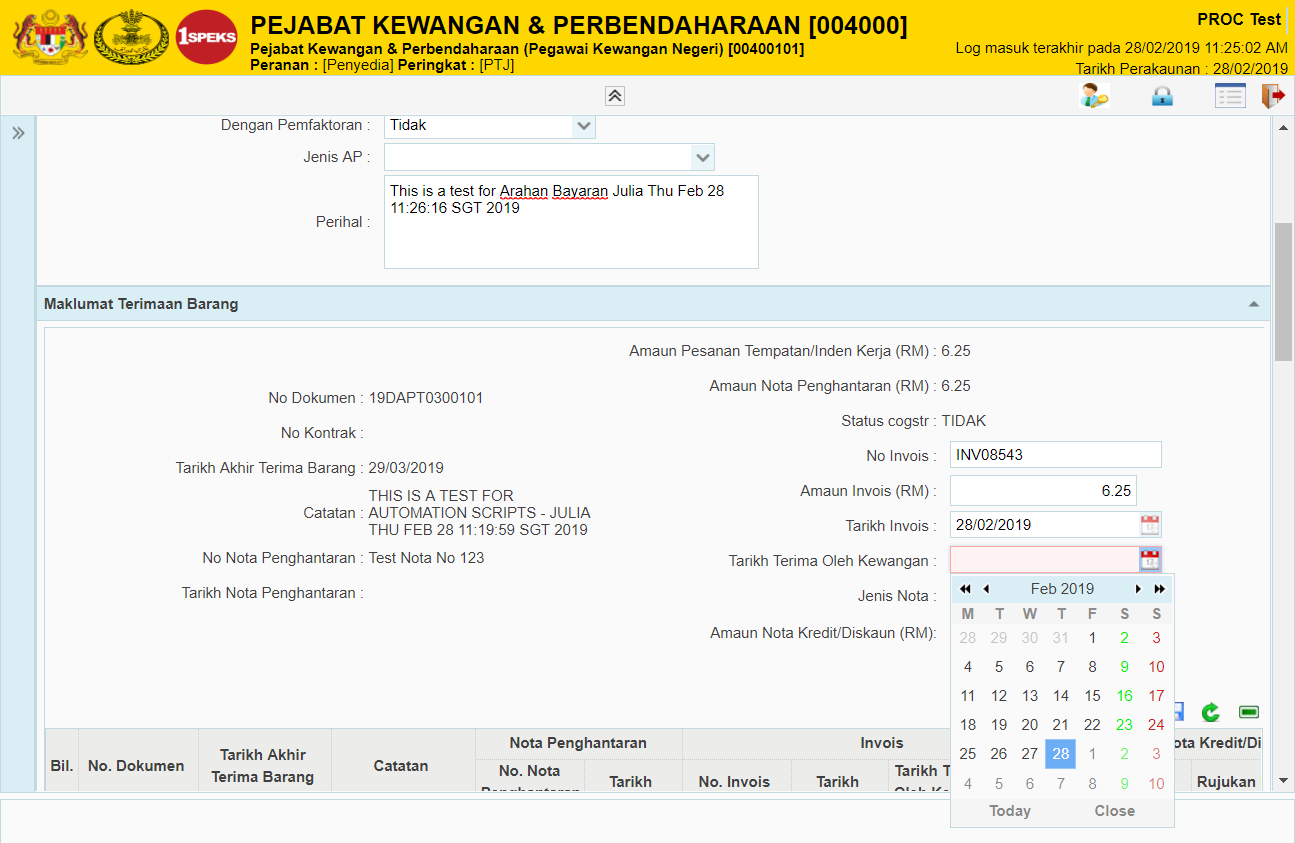 1SPEKS
PEJABAT KEWANGAN & PERBENDAHARAAN [004000]
Pejabat Kewangan & Perbendaharaan (Pegawai Kewangan Negeri) [00400101]
Peranan : [Penyedia] Peringkat : [PTJ]
PROC Test
Log masuk terakhir pada 28/02/2019 11:25:02 AM
Tarikh Perakaunan : 28/02/2019
Dengan Pemfaktoran : Tidak
Jenis AP :
Perihal :
This is a test for Arahan Bayaran Julia Thu Feb 28
11:26:16 SGT 2019
Maklumat Terimaan Barang
No Dokumen : 19DAPT0300101
No Kontrak :
Tarikh Akhir Terima Barang : 29/03/2019
Catatan :
THIS IS A TEST FOR
AUTOMATION SCRIPTS - JULIA
THU FEB 28 11:19:59 SGT 2019
No Nota Penghantaran : Test Nota No 123
Tarikh Nota Penghantaran :
Amaun Pesanan Tempatan/Inden Kerja (RM) : 6.25
Amaun Nota Penghantaran (RM) : 6.25
Status cogstr : TIDAK
No Invois : INV08543
Amaun Invois (RM) : 6.25
Tarikh Invois : 28/02/2019
Tarikh Terima Oleh Kewangan :
Jenis Nota :
Amaun Nota Kredit/Diskaun (RM):
Feb 2019
M T W T F S S
28 29 30 31 1 2 3
4 5 6 7 8 9 10
11 12 13 14 15 16 17
18 19 20 21 22 23 24
25 26 27 28 1 2 3
4 5 6 7 8 9 10
Today Close
Bil. No. Dokumen
Tarikh Akhir
Terima Barang
Catatan
Nota Penghantaran
No. Nota
Penghantaran
Tarikh
Invois
No. Invois
Tarikh
Tarikh T
Oleh Ke
ota Kredit/Di
Rujukan